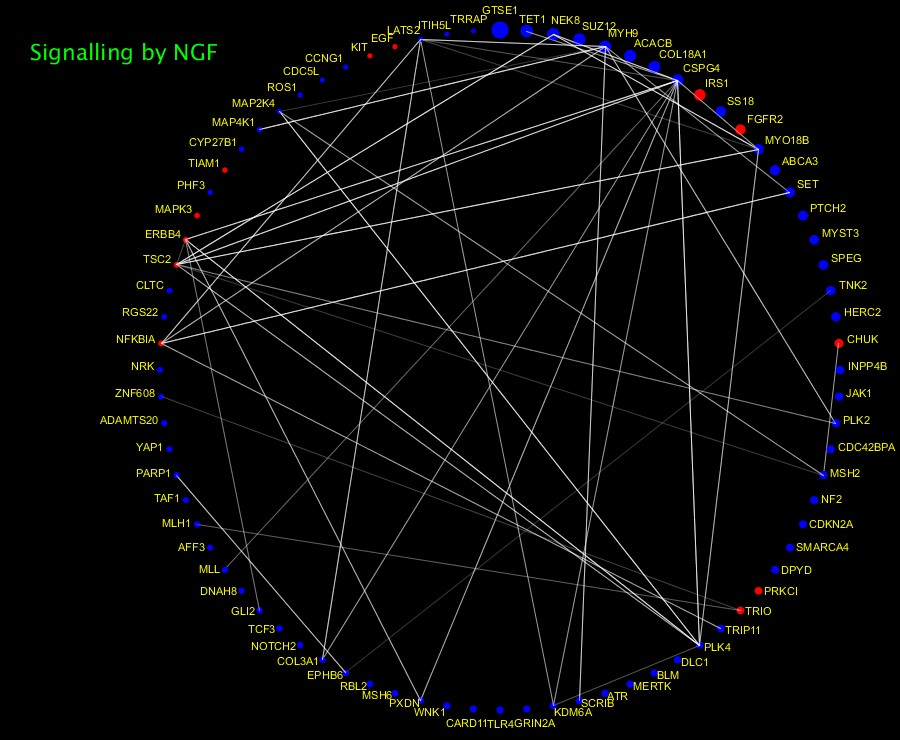 Signalling by NGF
GTSE1
TET1
NEK8
SUZ12
MYH9
ACACB
COL18A1
CSPG4
IRS1
SS18
FGFR2
MYO18B
ABCA3
SET
PTCH2
MYST3
SPEG
TNK2
HERC2
CHUK
INPP4B
JAK1
PLK2
CDC42BPA
MSH2
NF2
CDKN2A
SMARCA4
DPYD
PRKCI
TRIO
TRIP11
PLK4
DLC1
BLM
MERTK
ATR
SCRIB
KDM6A
GRIN2A
TLR4
CARD11
WNK1
PXDN
MSH6
RBL2
EPHB6
COL3A1
NOTCH2
TCF3
GLI2
DNAH8
MLL
AFF3
MLH1
TAF1
PARP1
YAP1
ADAMTS20
ZNF608
NRK
NFKBIA
RGS22
CLTC
TSC2
ERBB4
MAPK3
PHF3
TIAM1
CYP27B1
MAP4K1
MAP2K4
ROS1
CDC5L
CCNG1
KIT
EGF
LATS2
ITIH5L
TRRAP